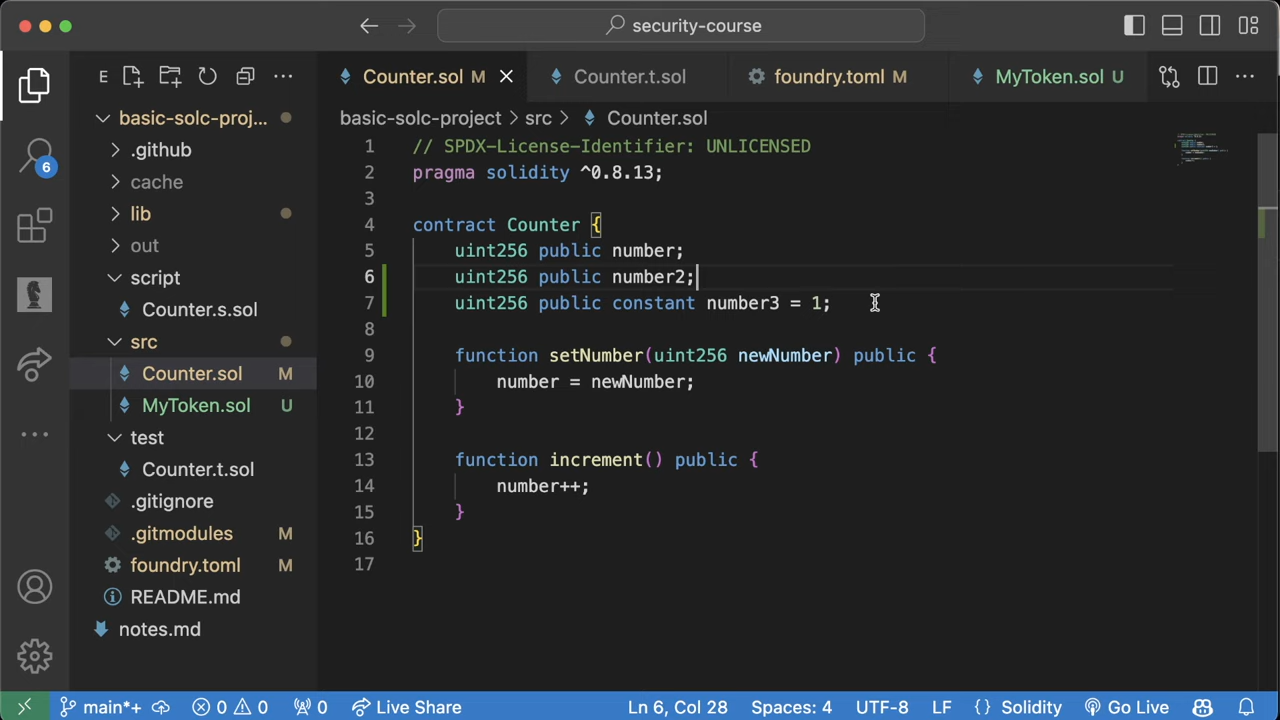 security-course
E
Counter.sol M
Counter.t.sol
foundry.toml M
MyToken.sol U
basic-solc-proj...
basic-solc-project > src > Counter.sol
.github
cache
lib
out
script
Counter.s.sol
src
Counter.sol M
MyToken.sol U
test
Counter.t.sol
.gitignore
.gitmodules M
foundry.toml M
README.md
notes.md
6
1 // SPDX-License-Identifier: UNLICENSED
2 pragma solidity ^0.8.13;
3
4 contract Counter {
5 uint256 public number;
6 uint256 public number2;
7 uint256 public constant number3 = 1;
8
9 function setNumber(uint256 newNumber) public {
10 number = newNumber;
11 }
12
13 function increment() public {
14 number++;
15 }
16 }
17
main*+ 0 0 0 Live Share Ln 6, Col 28 Spaces: 4 UTF-8 LF {} Solidity Go Live